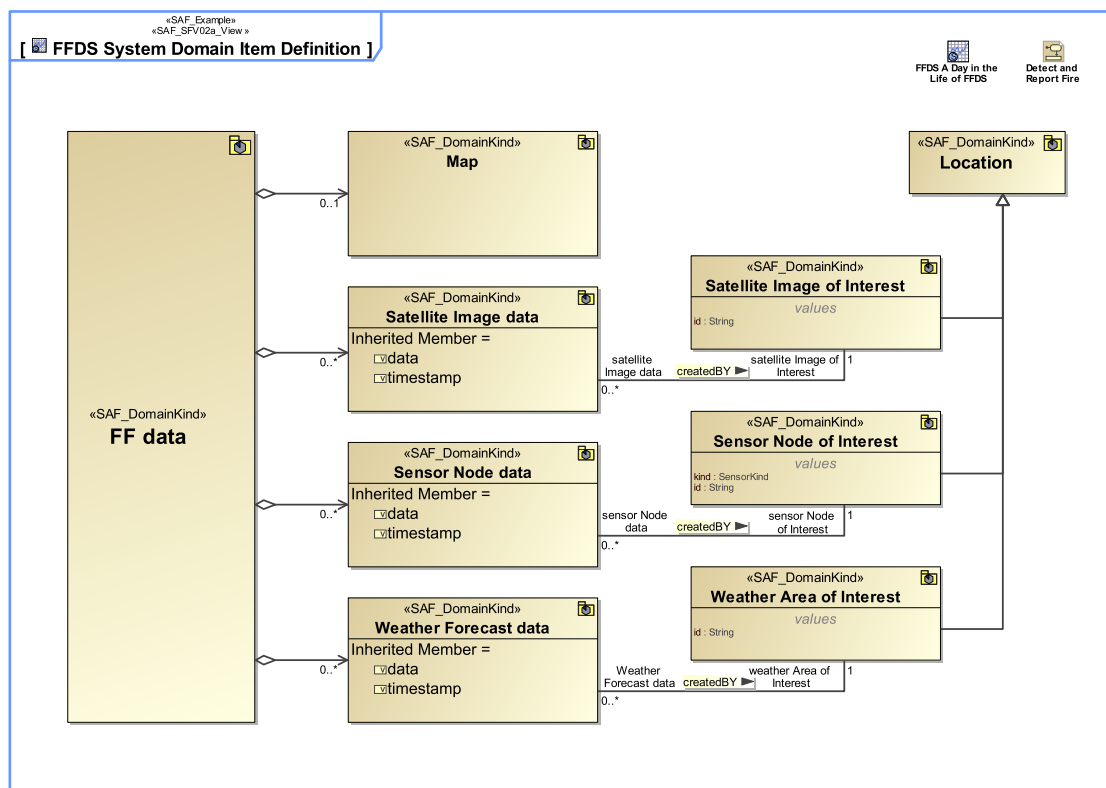 «SAF_Example»
«SAF_SFV02a_View »
[ FFDS System Domain Item Definition ]
FFDS A Day in the
Life of FFDS
Detect and
Report Fire
«SAF_DomainKind»
FF data
«SAF_DomainKind»
Map
0..1
«SAF_DomainKind»
Location
«SAF_DomainKind»
Satellite Image data
Inherited Member =
data
timestamp
0..*
«SAF_DomainKind»
Satellite Image of Interest
values
id : String
satellite
Image data
createdBY
satellite Image of
Interest
1
0..*
«SAF_DomainKind»
Sensor Node data
Inherited Member =
data
timestamp
0..*
«SAF_DomainKind»
Sensor Node of Interest
values
kind : SensorKind
id : String
sensor Node
data
createdBY
sensor Node
of Interest
1
0..*
«SAF_DomainKind»
Weather Forecast data
Inherited Member =
data
timestamp
0..*
«SAF_DomainKind»
Weather Area of Interest
values
id : String
Weather
Forecast data
createdBY
weather Area of
Interest
1
0..*